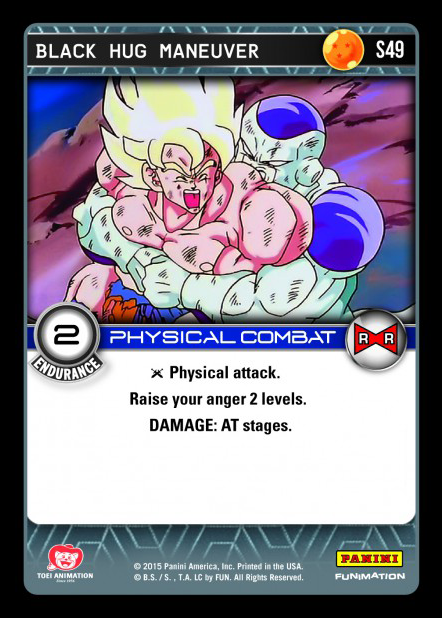 BLACK HUG MANEUVER S49
2 PHYSICAL COMBAT R R
ENDURANCE
Physical attack.
Raise your anger 2 levels.
DAMAGE: AT stages.
TOEI ANIMATION
© 2015 Panini America, Inc. Printed in the USA.
© B.S. / S. , T.A. LC by FUN. All Rights Reserved.
PANINI
FUNIMATION